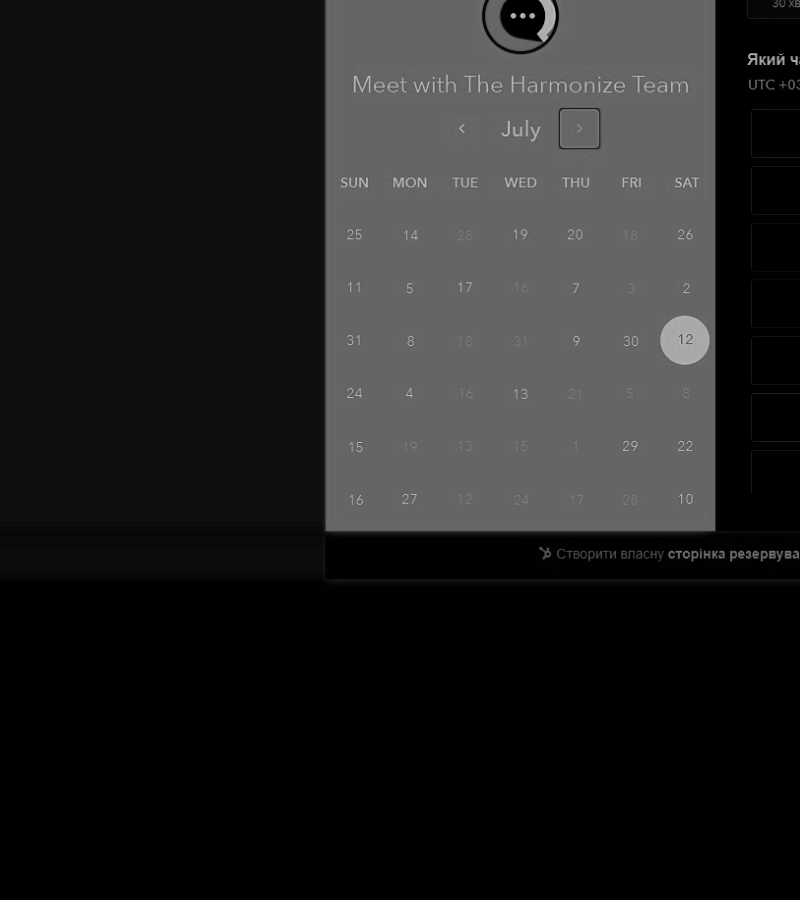 30 хв
Meet with The Harmonize Team
Який ч
UTC +03
‹ July ›
SUN MON TUE WED THU FRI SAT
25 14 28 19 20 18 26
11 5 17 16 7 3 2
31 8 18 31 9 30 12
24 4 16 13 21 5 8
15 19 13 15 1 29 22
16 27 12 24 17 28 10
Створити власну сторінка резервува